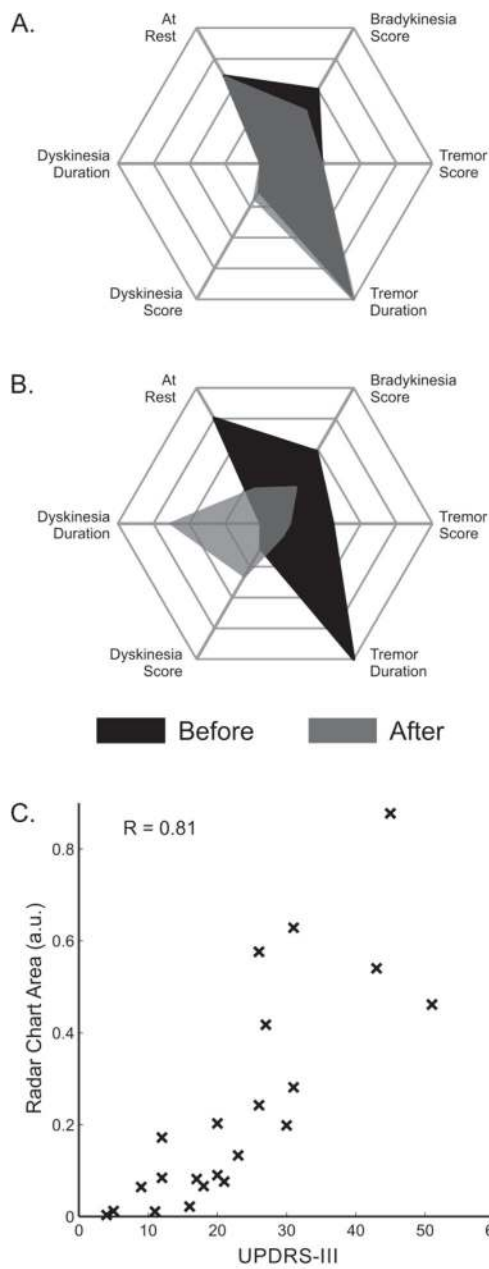 A.
At
Rest
Bradykinesia
Score
Dyskinesia
Duration
Tremor
Score
Dyskinesia
Score
Tremor
Duration
B.
At
Rest
Bradykinesia
Score
Dyskinesia
Duration
Tremor
Score
Dyskinesia
Score
Tremor
Duration
Before
After
C.
R = 0.81
Radar Chart Area (a.u.)
0.8
0.6
0.4
0.2
0
0 10 20 30 40 50
UPDRS-III